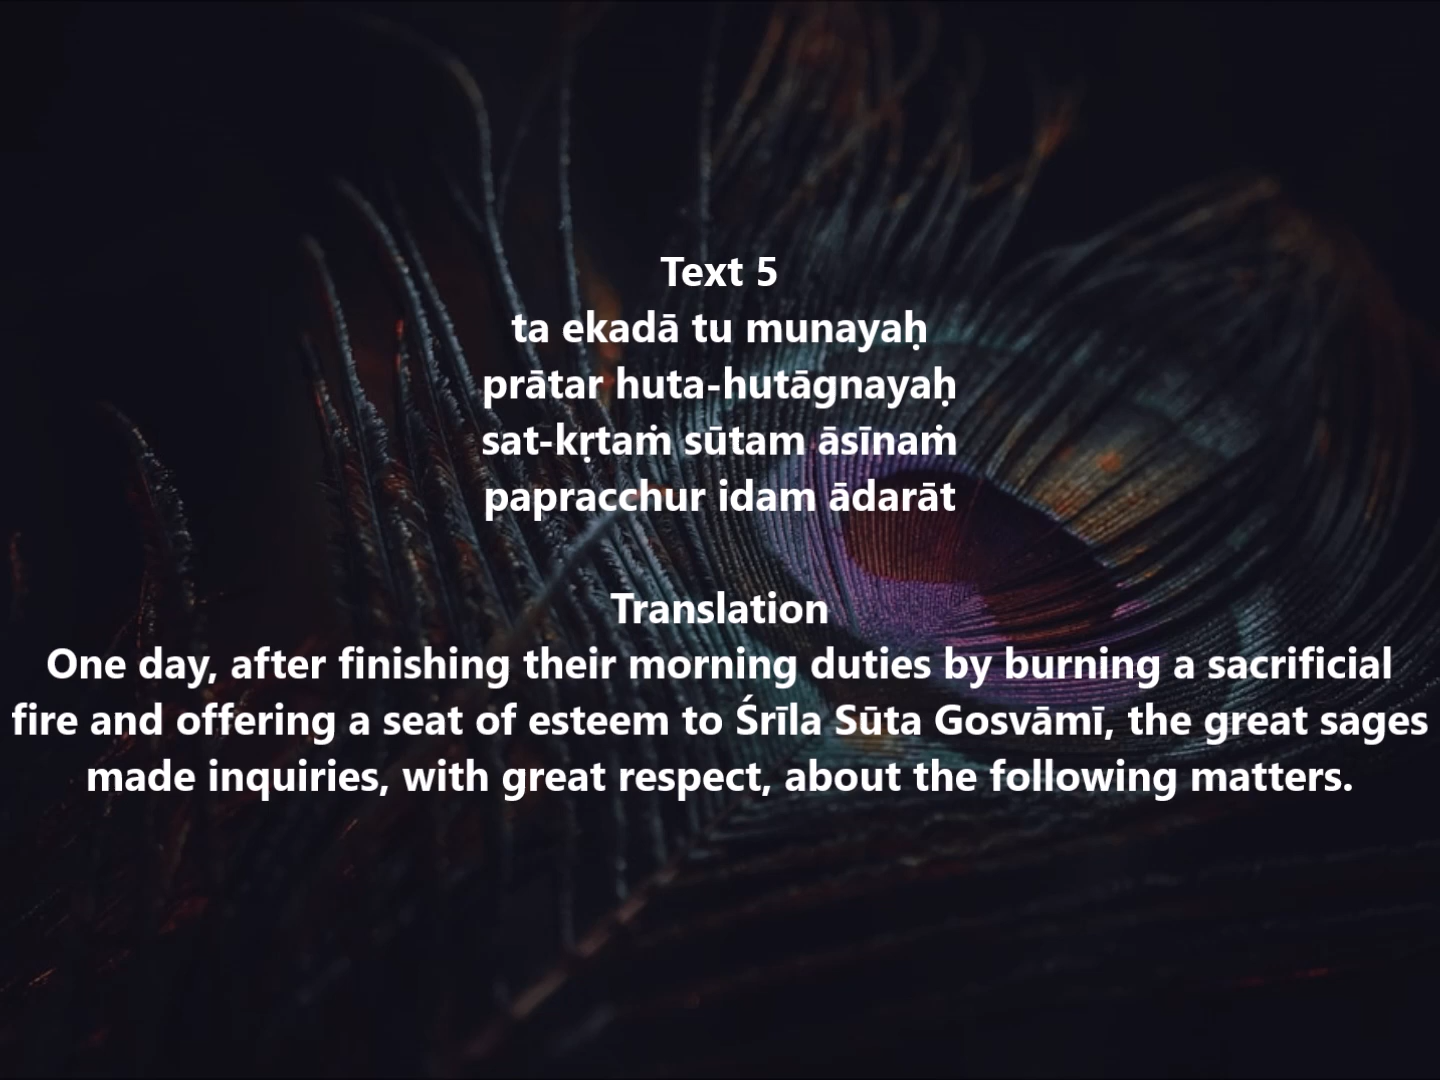 Text 5
ta ekadā tu munayaḥ
prātar huta-hutāgnayaḥ
sat-kṛtaṁ sūtam āsīnaṁ
papracchur idam ādarāt
Translation
One day, after finishing their morning duties by burning a sacrificial
fire and offering a seat of esteem to Śrīla Sūta Gosvāmī, the great sages
made inquiries, with great respect, about the following matters.